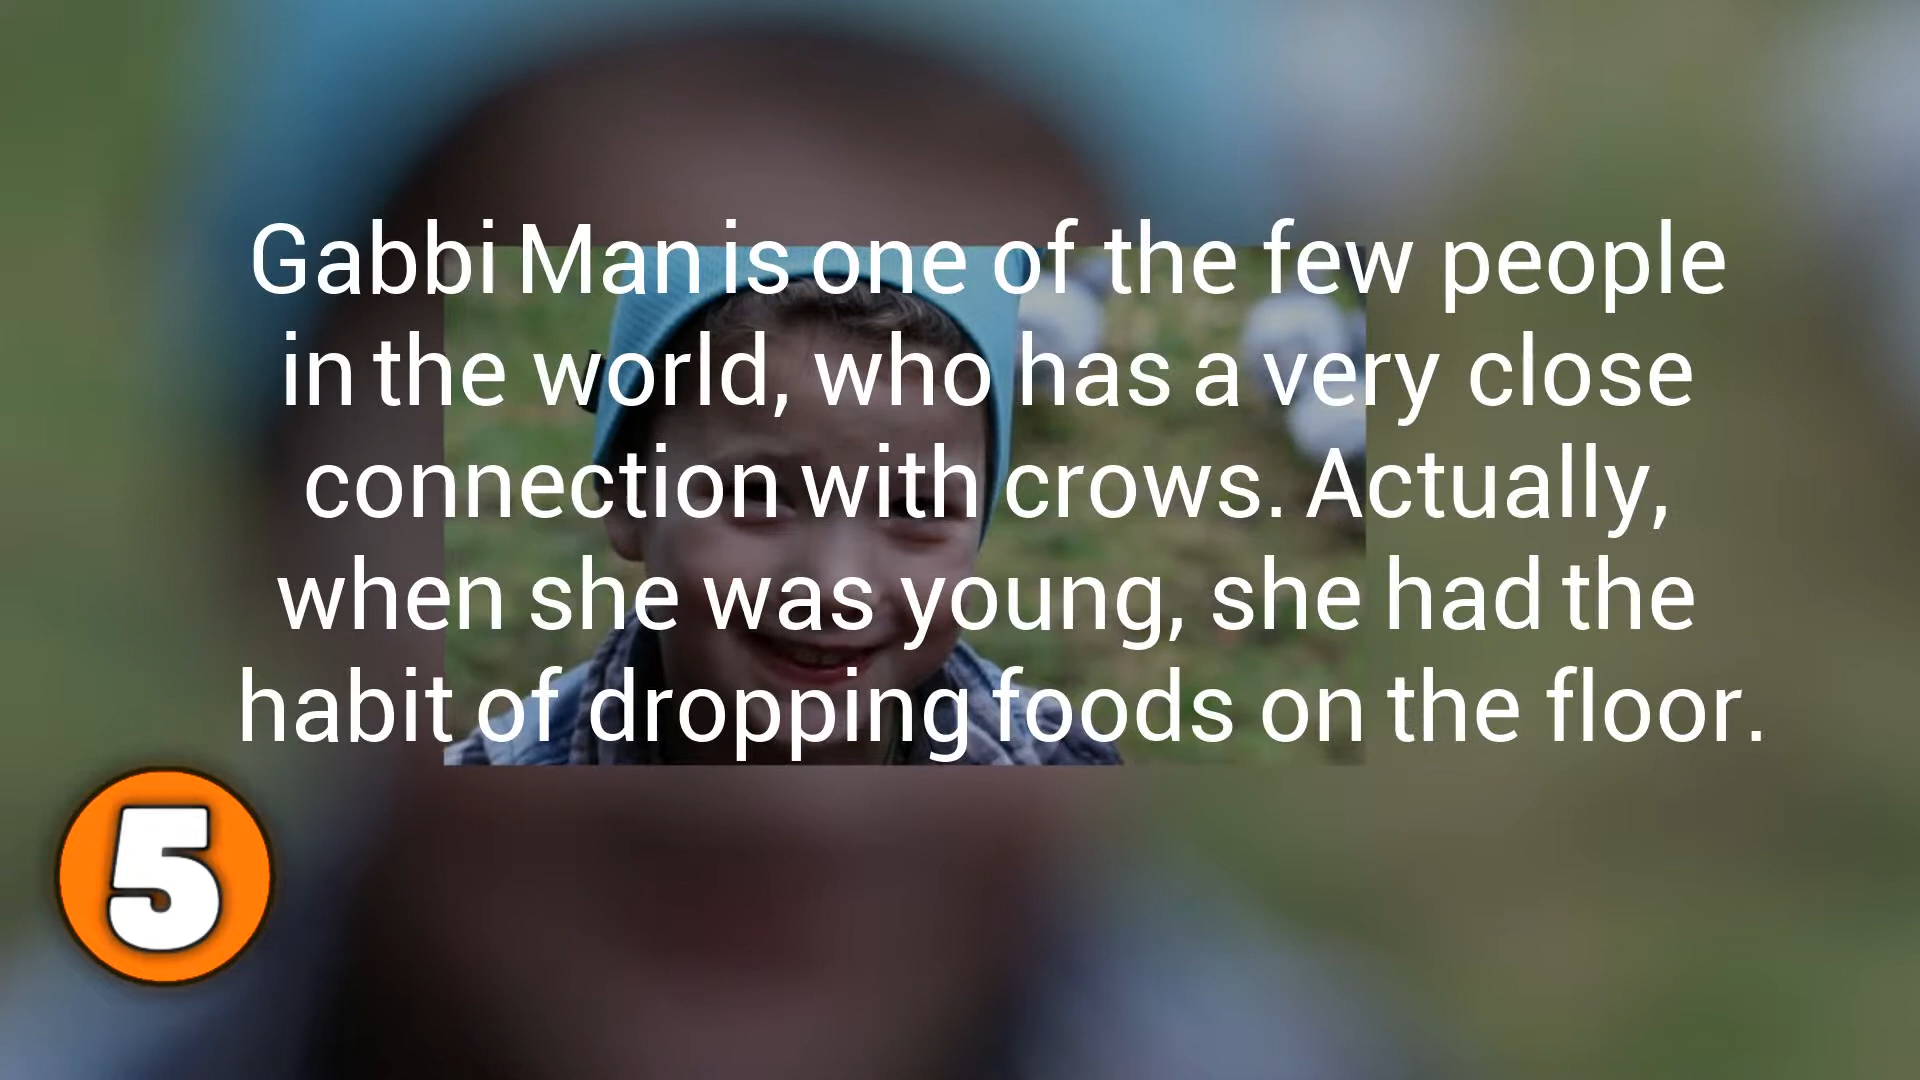 Gabbi Man is one of the few people
in the world, who has a very close
connection with crows. Actually,
when she was young, she had the
habit of dropping foods on the floor.
5